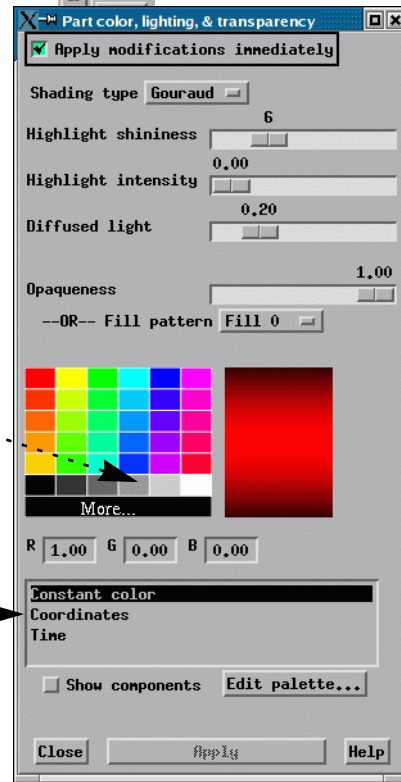 Part color, lighting, & transparency
Apply modifications immediately
Shading type Gouraud
6
Highlight shininess
0.00
Highlight intensity
0.20
Diffused light
1.00
Opaqueness
--OR-- Fill pattern Fill 0
More...
R 1.00 G 0.00 B 0.00
Constant color
Coordinates
Time
Show components Edit palette...
Close Apply Help